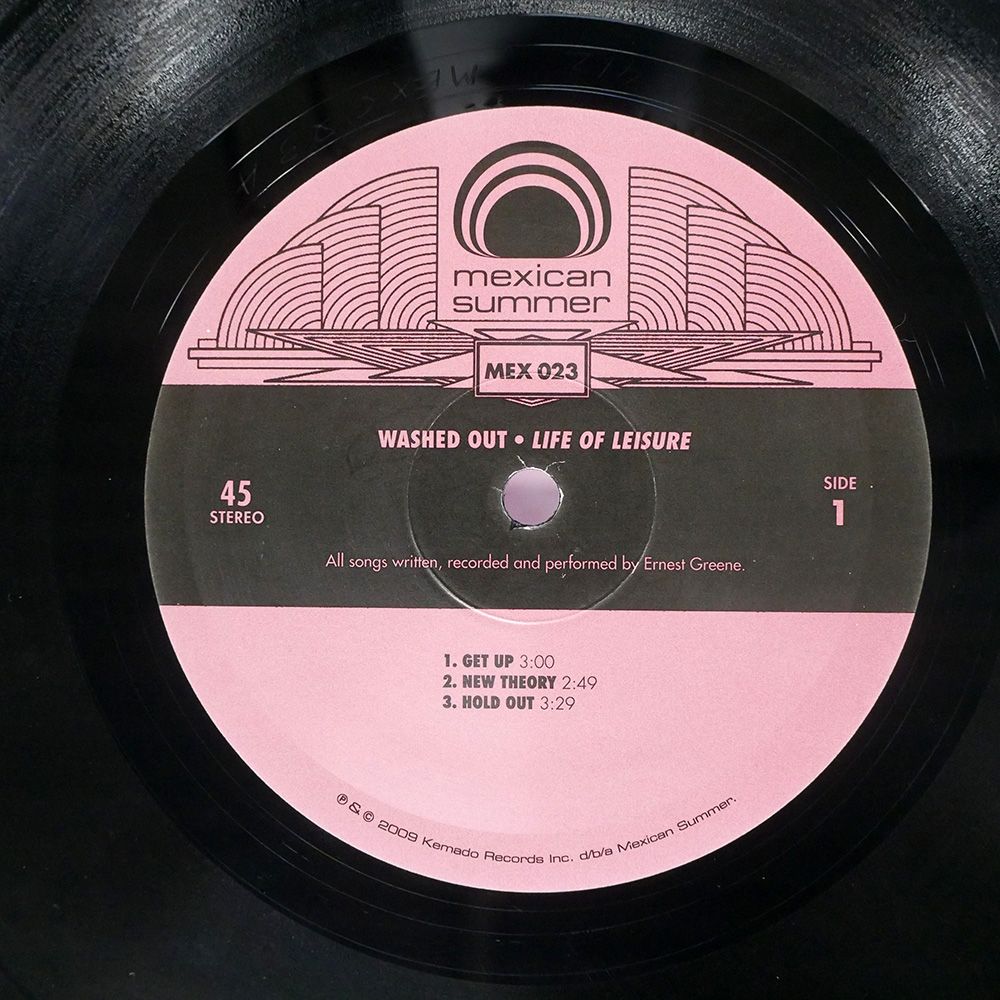 mexican
summer
MEX 023
WASHED OUT • LIFE OF LEISURE
45
STEREO
SIDE
1
All songs written, recorded and performed by Ernest Greene.
1. GET UP 3:00
2. NEW THEORY 2:49
3. HOLD OUT 3:29
℗ & © 2009 Kemado Records Inc. d/b/a Mexican Summer.